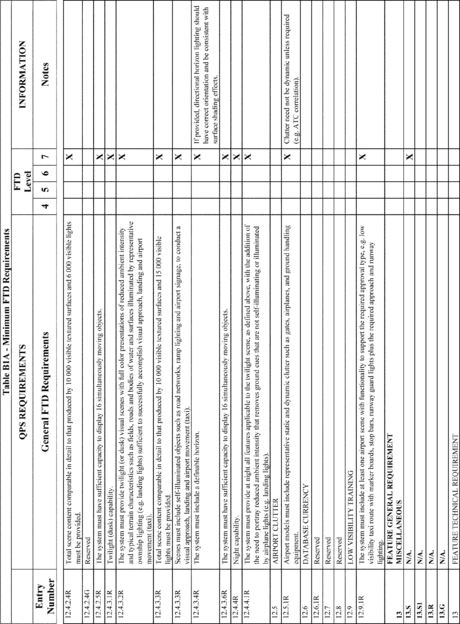 Table B1A - Minimum FTD Requirements
QPS REQUIREMENTS
FTD
Level
INFORMATION
Entry
Number
General FTD Requirements
4 5 6 7
Notes
12.4.2.4R Total scene content comparable in detail to that produced by 10 000 visible textured surfaces and 6 000 visible lights X
must be provided.
12.4.2.4G Reserved
12.4.2.5R The system must have sufficient capacity to display 16 simultaneously moving objects. X
12.4.3.1R Twilight (dusk) capability. X
12.4.3.2R The system must provide twilight (or dusk) visual scenes with full color presentations of reduced ambient intensity X
and typical terrain characteristics such as fields, roads and bodies of water and surfaces illuminated by representative
ownship lighting (e.g. landing lights) sufficient to successfully accomplish visual approach, landing and airport
movement (taxi).
12.4.3.3R Total scene content comparable in detail to that produced by 10 000 visible textured surfaces and 15 000 visible X
lights must be provided.
12.4.3.3R Scenes must include self-illuminated objects such as road networks, ramp lighting and airport signage, to conduct a X
visual approach, landing and airport movement (taxi).
12.4.3.4R The system must include a definable horizon. X If provided, directional horizon lighting should
have correct orientation and be consistent with
surface shading effects.
12.4.3.6R The system must have sufficient capacity to display 16 simultaneously moving objects. X
12.4.4R Night capability. X
12.4.4.1R The system must provide at night all features applicable to the twilight scene, as defined above, with the addition of X
the need to portray reduced ambient intensity that removes ground cues that are not self-illuminating or illuminated
by airplane lights (e.g. landing lights).
12.5 AIRPORT CLUTTER
12.5.1R Airport models must include representative static and dynamic clutter such as gates, airplanes, and ground handling X Clutter need not be dynamic unless required
equipment. (e.g. ATC correlation).
12.6 DATABASE CURRENCY
12.6.1R Reserved
12.7 Reserved
12.8 Reserved
12.9 LOW VISIBILITY TRAINING
12.9.1R The system must include at least one airport scene with functionality to support the required approval type, e.g. low X
visibility taxi route with marker boards, stop bars, runway guard lights plus the required approach and runway
lighting.
FEATURE GENERAL REQUIREMENT
13 MISCELLANEOUS
13.S N/A. X
13.S1 N/A.
13.R N/A.
13.G N/A.
13 FEATURE TECHNICAL REQUIREMENT